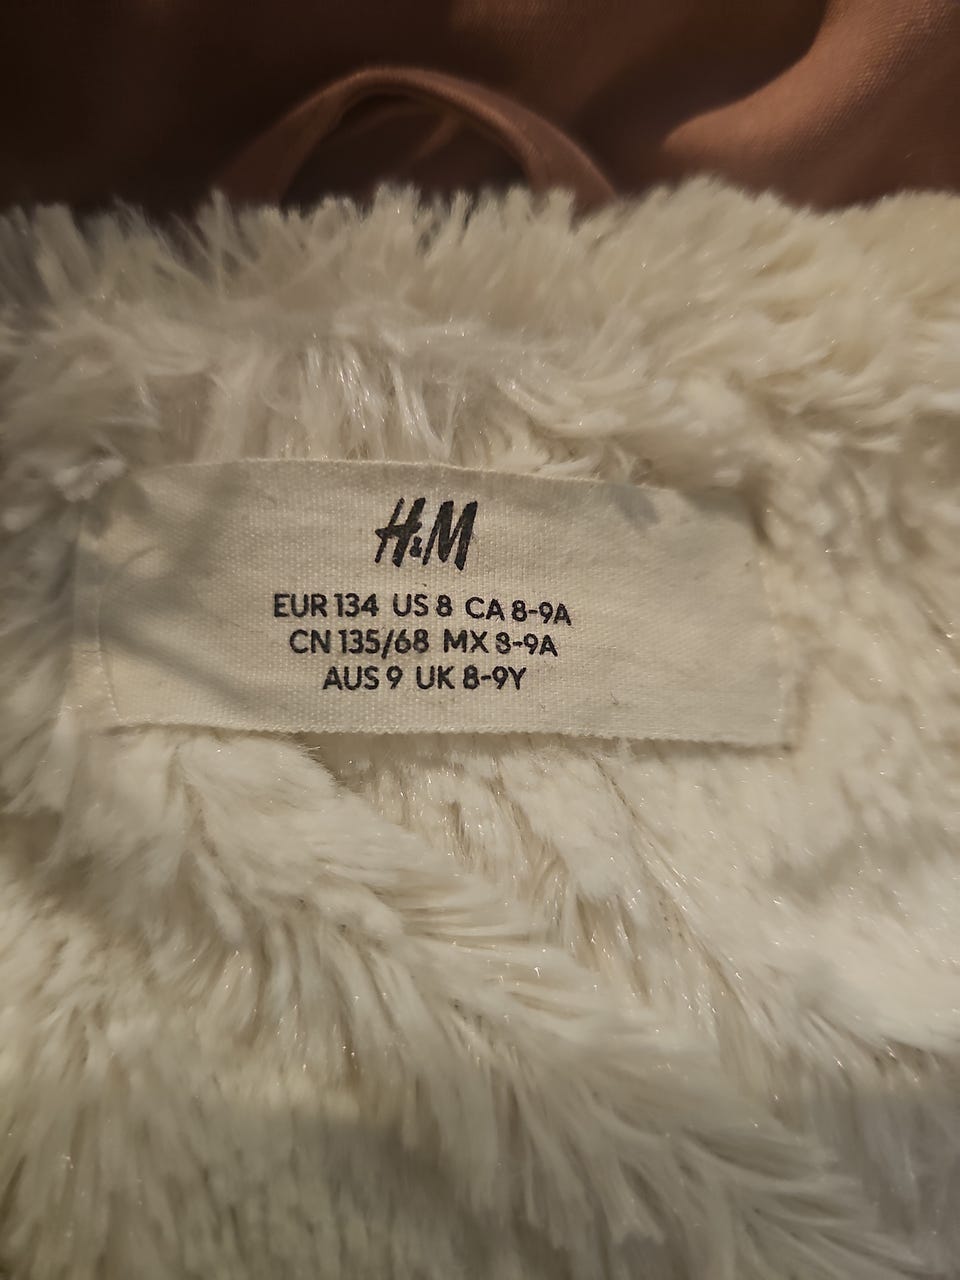 H&M
EUR 134 US 8 CA 8-9A
CN 135/68 MX 8-9A
AUS 9 UK 8-9Y